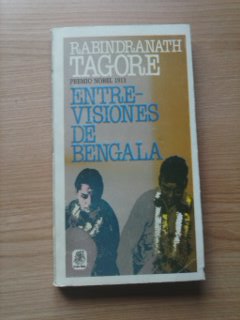 RABINDRANATH
TAGORE
PREMIO NOBEL 1913
ENTRE-
VISIONES
DE
BENGALA